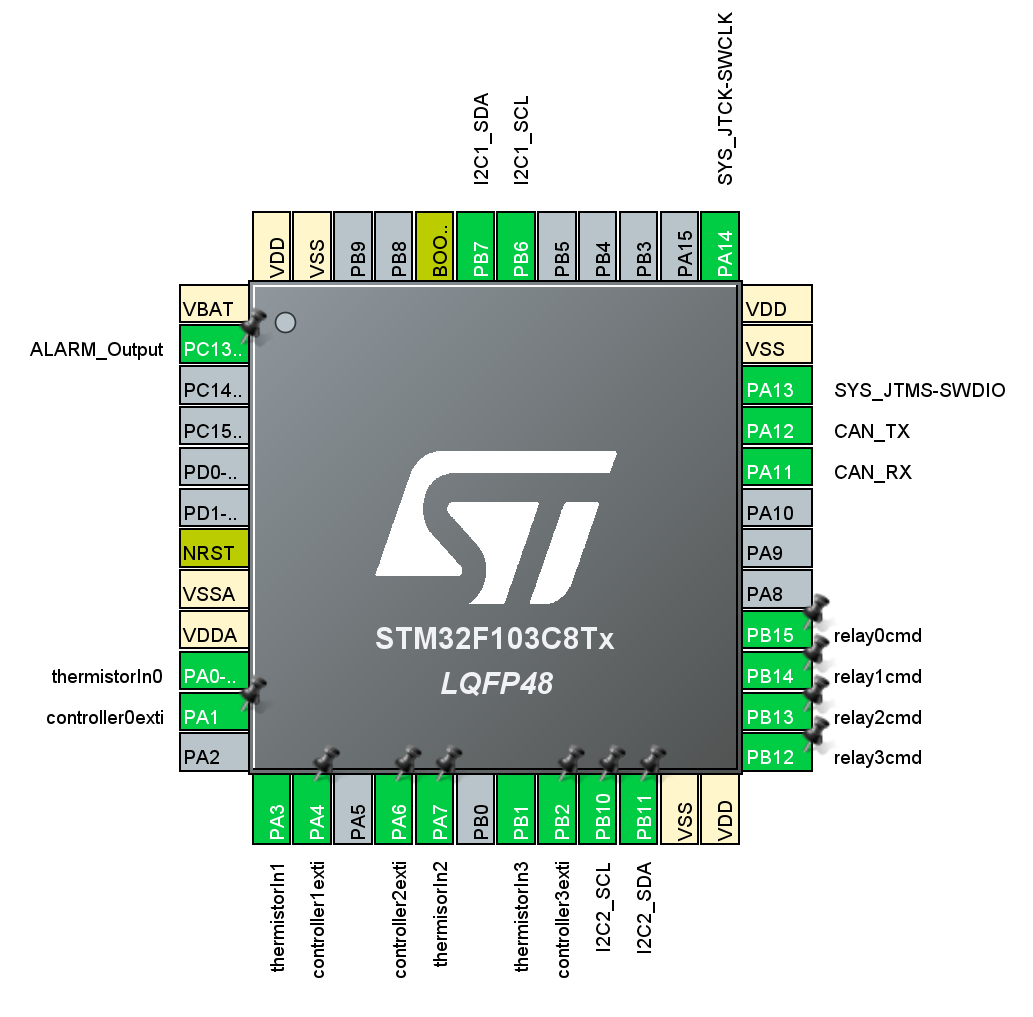 SYS_JTCK-SWCLK
I2C1_SDA
I2C1_SCL
VDD
VSS
PB9
PB8
BOO..
PB7
PB6
PB5
PB4
PB3
PA15
PA14
VBAT
ALARM_Output
PC13..
PC14..
PC15..
PD0-..
PD1-..
NRST
VSSA
VDDA
thermistorIn0
PA0-..
controller0exti
PA1
PA2
VDD
VSS
PA13
SYS_JTMS-SWDIO
PA12
CAN_TX
PA11
CAN_RX
PA10
PA9
PA8
PB15
relay0cmd
PB14
relay1cmd
PB13
relay2cmd
PB12
relay3cmd
ST
STM32F103C8Tx
LQFP48
PA3
PA4
PA5
PA6
PA7
PB0
PB1
PB2
PB10
PB11
VSS
VDD
thermistorIn1
controller1exti
controller2exti
thermisorIn2
thermistorIn3
controller3exti
I2C2_SCL
I2C2_SDA